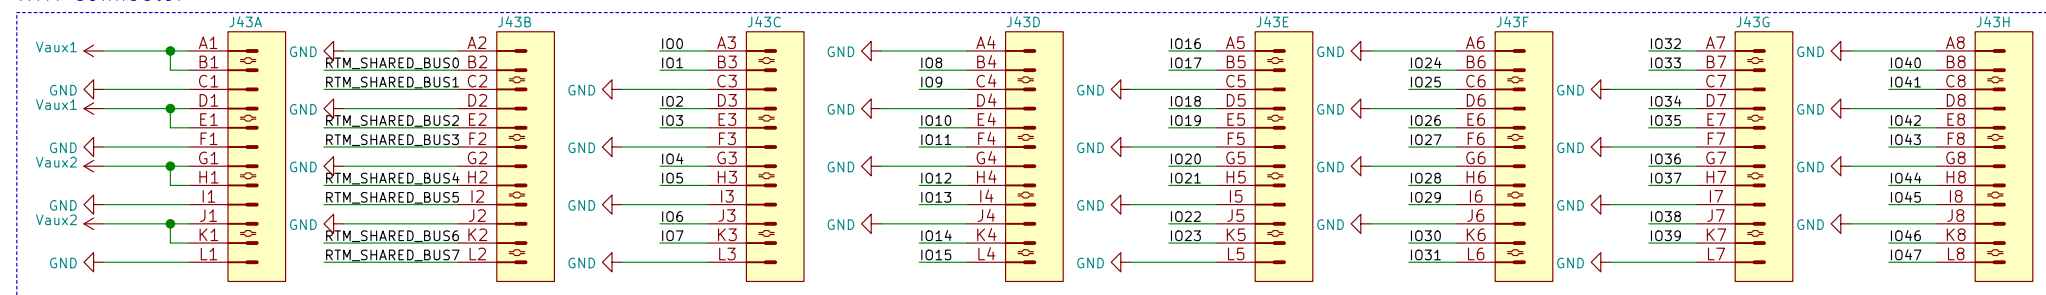 J43A
Vaux1 A1
B1
GND C1
Vaux1 D1
E1
GND F1
Vaux2 G1
H1
GND I1
Vaux2 J1
K1
GND L1
J43B
GND A2
RTM_SHARED_BUS0 B2
RTM_SHARED_BUS1 C2
GND D2
RTM_SHARED_BUS2 E2
RTM_SHARED_BUS3 F2
GND G2
RTM_SHARED_BUS4 H2
RTM_SHARED_BUS5 I2
GND J2
RTM_SHARED_BUS6 K2
RTM_SHARED_BUS7 L2
J43C
IO0 A3
IO1 B3
GND C3
IO2 D3
IO3 E3
GND F3
IO4 G3
IO5 H3
GND I3
IO6 J3
IO7 K3
GND L3
J43D
GND A4
IO8 B4
IO9 C4
GND D4
IO10 E4
IO11 F4
GND G4
IO12 H4
IO13 I4
GND J4
IO14 K4
IO15 L4
J43E
IO16 A5
IO17 B5
GND C5
IO18 D5
IO19 E5
GND F5
IO20 G5
IO21 H5
GND I5
IO22 J5
IO23 K5
GND L5
J43F
GND A6
IO24 B6
IO25 C6
GND D6
IO26 E6
IO27 F6
GND G6
IO28 H6
IO29 I6
GND J6
IO30 K6
IO31 L6
J43G
IO32 A7
IO33 B7
GND C7
IO34 D7
IO35 E7
GND F7
IO36 G7
IO37 H7
GND I7
IO38 J7
IO39 K7
GND L7
J43H
GND A8
IO40 B8
IO41 C8
GND D8
IO42 E8
IO43 F8
GND G8
IO44 H8
IO45 I8
GND J8
IO46 K8
IO47 L8